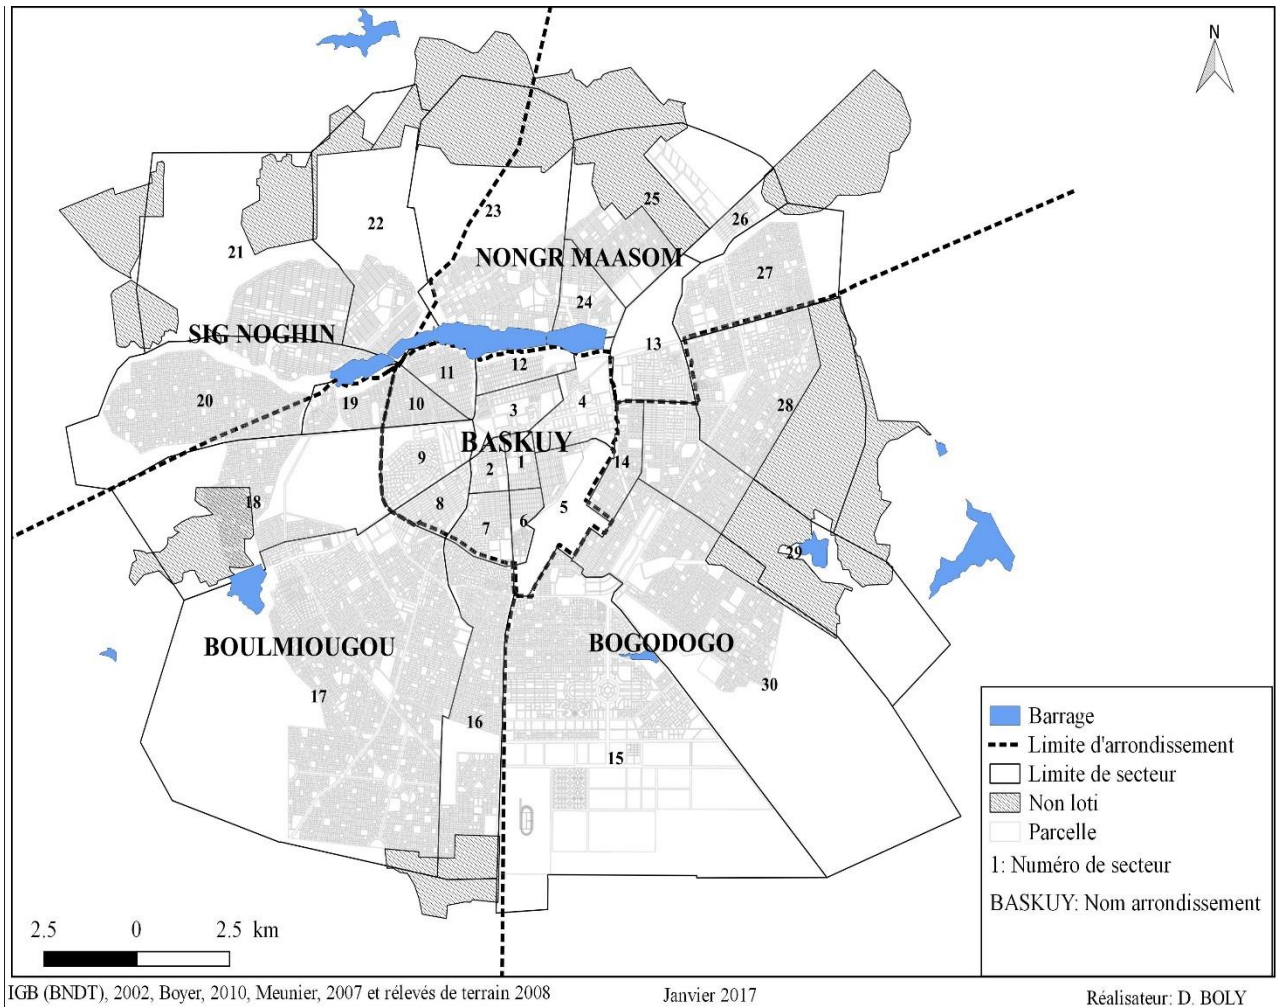 N
25
26
23
22
21
27
NONGR MAASOM
24
SIG NOGHIN
13
12
11
20
19
10
3
4
28
BASKUY
9
2
1
14
18
8
5
7
6
29
BOULMIOUGOU
BOGODOGO
17
30
16
15
Barrage
Limite d'arrondissement
Limite de secteur
Non loti
Parcelle
1: Numéro de secteur
BASKUY: Nom arrondissement
2.5 0 2.5 km
IGB (BNDT), 2002, Boyer, 2010, Meunier, 2007 et rélevés de terrain 2008
Janvier 2017
Réalisateur: D. BOLY